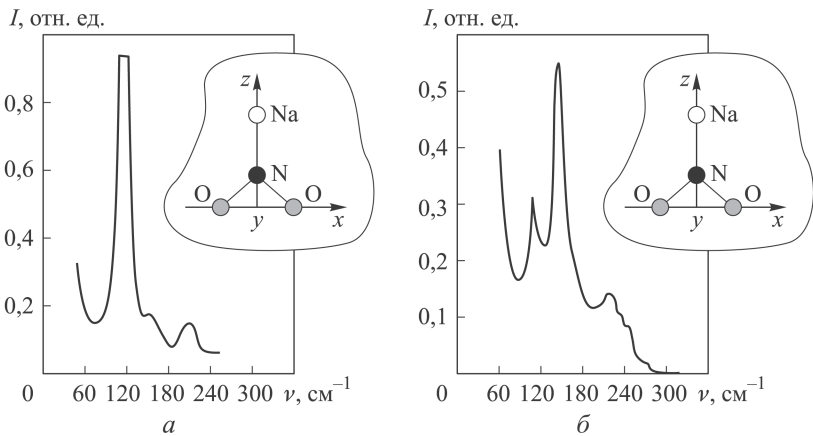 I, отн. ед.
0,8
0,6
0,4
0,2
0
60 120 180 240 300 ν, см⁻¹
z
Na
N
O
O
y
x
а
I, отн. ед.
0,5
0,4
0,3
0,2
0,1
0
60 120 180 240 300 ν, см⁻¹
z
Na
N
O
O
y
x
б